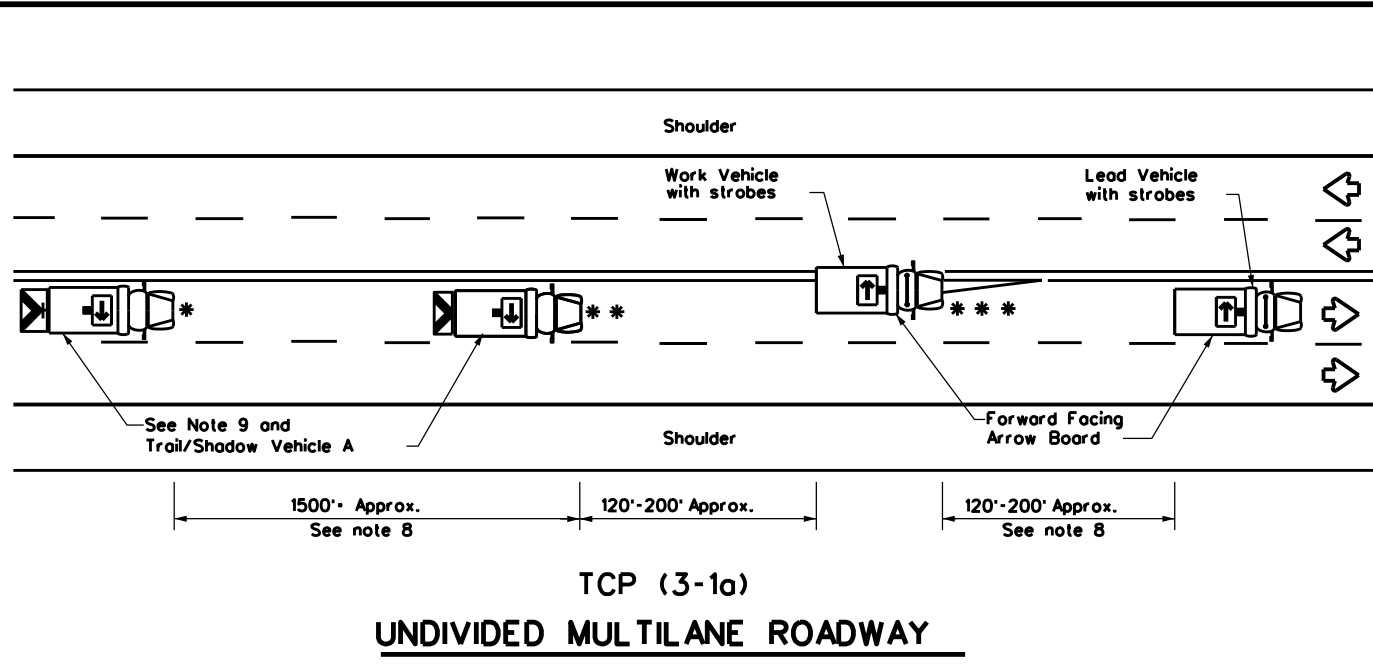 Shoulder
Work Vehicle
with strobes
Lead Vehicle
with strobes
*
* *
* * *
See Note 9 and
Trail/Shadow Vehicle A
Shoulder
Forward Facing
Arrow Board
1500'+ Approx.
See note 8
120'-200' Approx.
120'-200' Approx.
See note 8
TCP (3-1a)
UNDIVIDED MULTILANE ROADWAY